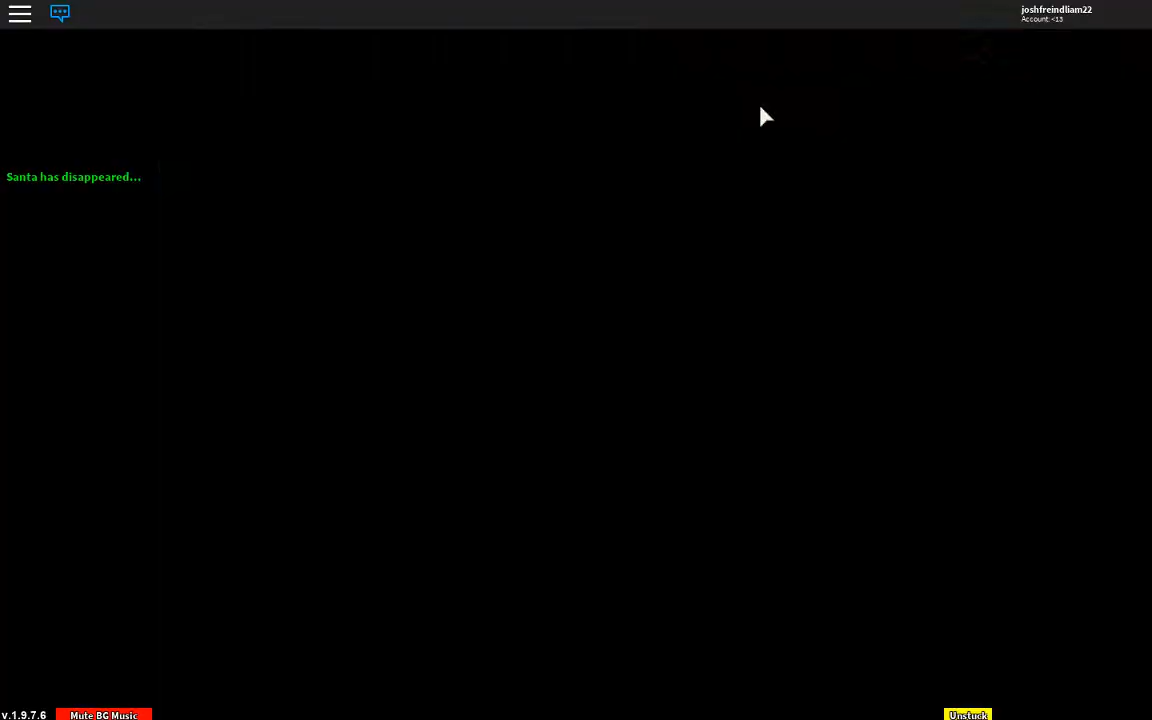 joshfreindliam22
Account: <13
Santa has disappeared...
v.1.9.7.6
Mute BG Music
Unstuck